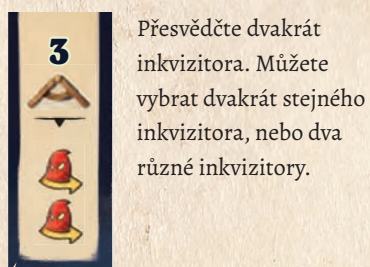 3
Přesvědčte dvakrát
inkvizitora. Můžete
vybrat dvakrát stejného
inkvizitora, nebo dva
různé inkvizitory.